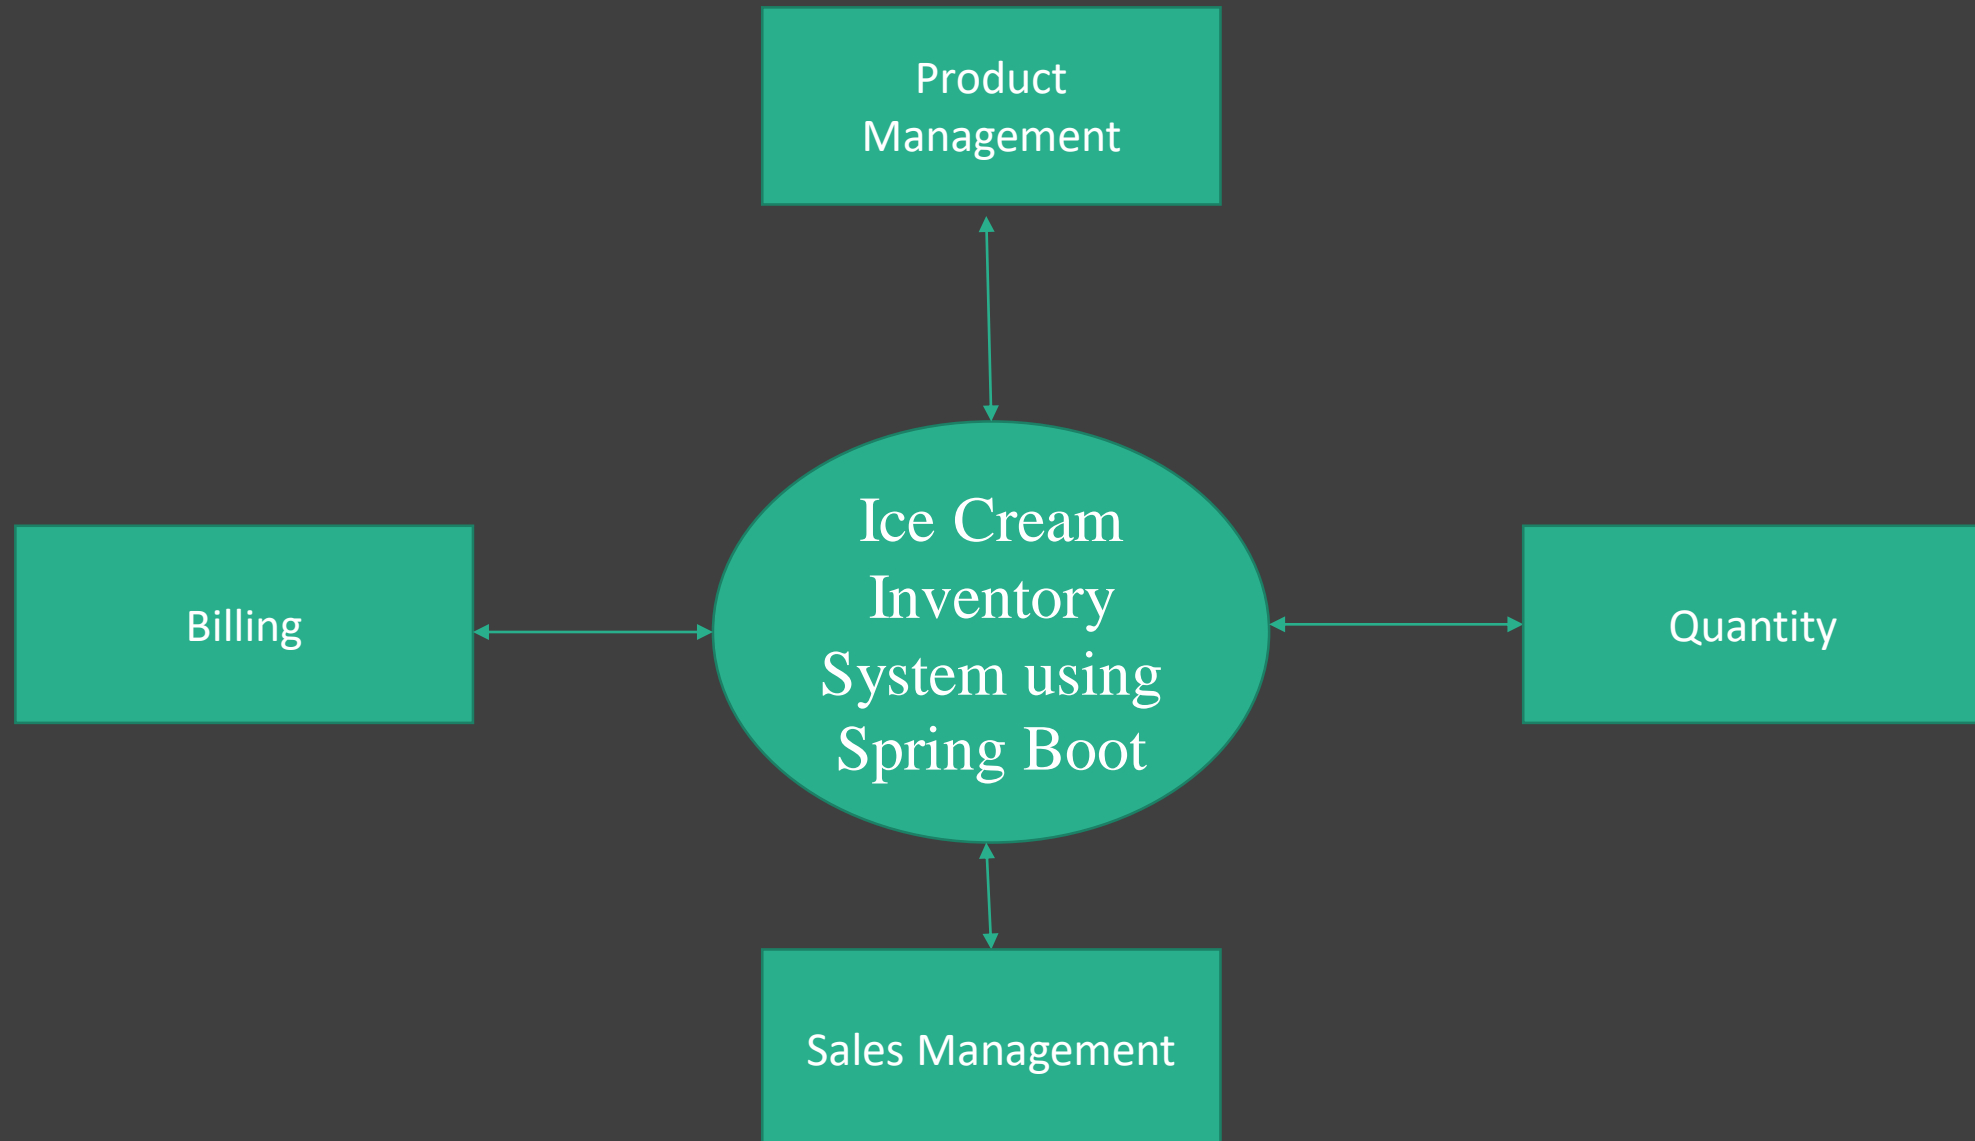 Product
Management
Billing
Ice Cream
Inventory
System using
Spring Boot
Quantity
Sales Management